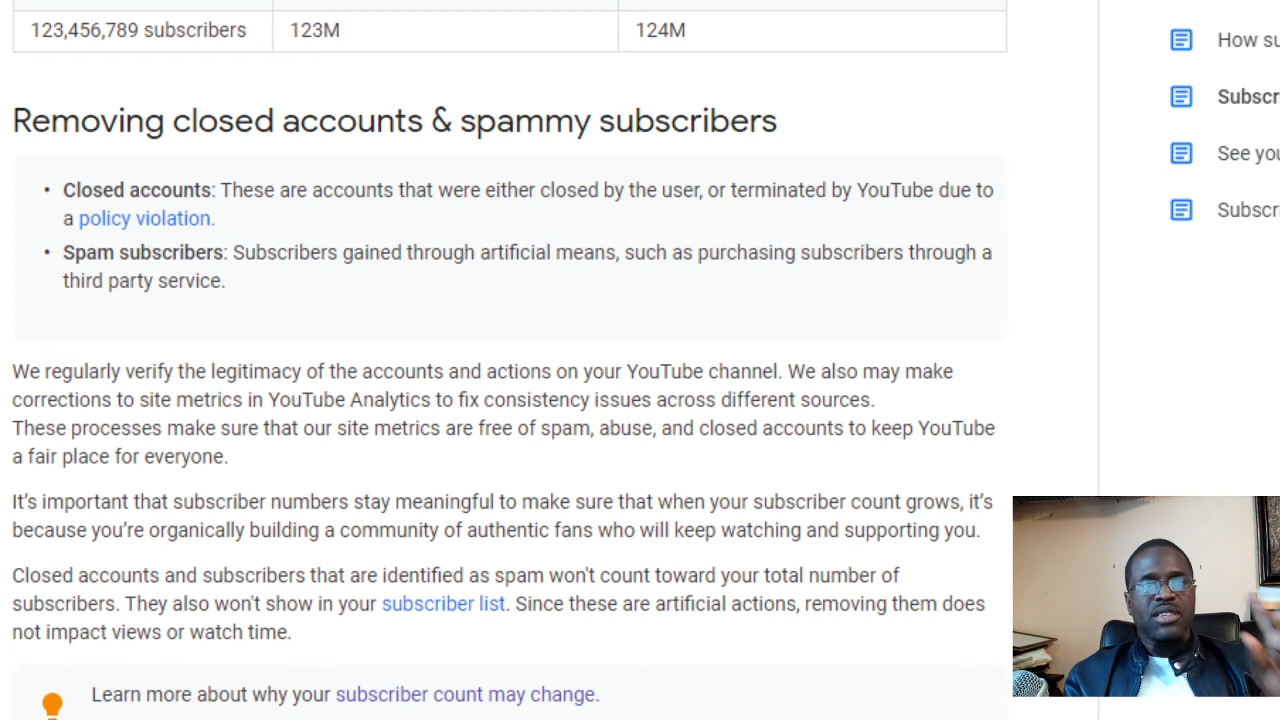 123,456,789 subscribers 123M 124M
How su
Removing closed accounts & spammy subscribers
Subscr
See you
Subscri
• Closed accounts: These are accounts that were either closed by the user, or terminated by YouTube due to
a policy violation.
• Spam subscribers: Subscribers gained through artificial means, such as purchasing subscribers through a
third party service.
We regularly verify the legitimacy of the accounts and actions on your YouTube channel. We also may make
corrections to site metrics in YouTube Analytics to fix consistency issues across different sources.
These processes make sure that our site metrics are free of spam, abuse, and closed accounts to keep YouTube
a fair place for everyone.
It’s important that subscriber numbers stay meaningful to make sure that when your subscriber count grows, it’s
because you’re organically building a community of authentic fans who will keep watching and supporting you.
Closed accounts and subscribers that are identified as spam won't count toward your total number of
subscribers. They also won't show in your subscriber list. Since these are artificial actions, removing them does
not impact views or watch time.
Learn more about why your subscriber count may change.